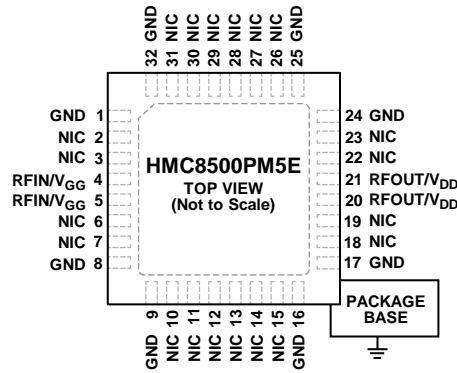 32 GND
31 NIC
30 NIC
29 NIC
28 NIC
27 NIC
26 NIC
25 GND
GND 1
NIC 2
NIC 3
RFIN/VGG 4
RFIN/VGG 5
NIC 6
NIC 7
GND 8
HMC8500PM5E
TOP VIEW
(Not to Scale)
24 GND
23 NIC
22 NIC
21 RFOUT/VDD
20 RFOUT/VDD
19 NIC
18 NIC
17 GND
GND 9
NIC 10
NIC 11
NIC 12
NIC 13
NIC 14
NIC 15
GND 16
PACKAGE
BASE